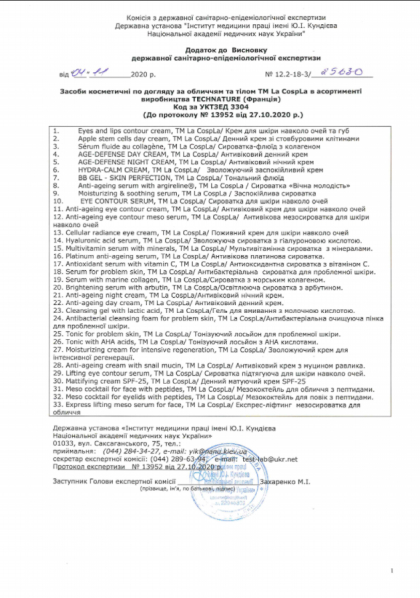 Комісія з державної санітарно-епідеміологічної експертизи
Державна установа "Інститут медицини праці імені Ю.І. Кундієва
Національної академії медичних наук України"
Додаток до Висновку
державної санітарно-епідеміологічної експертизи
від 04.11 2020 р. № 12.2-18-3/
Засоби косметичні по догляду за обличчям та тілом ТМ La CospLa в асортименті
виробництва TECHNATURE (Франція)
Код за УКТЗЕД 3304
(До протоколу № 13952 від 27.10.2020 р.)
1. Eyes and lips contour cream, TM La CospLa/ Крем для шкіри навколо очей та губ
2. Apple stem cells day cream, TM La CospLa/ Денний крем зі стовбуровими клітинами
3. Sérum fluide au collagène, TM La CospLa/ Сироватка-флюїд з колагеном
4. AGE-DEFENSE DAY CREAM, TM La CospLa/ Антивіковий денний крем
5. AGE-DEFENSE NIGHT CREAM, TM La CospLa/ Антивіковий нічний крем
6. HYDRA-CALM CREAM, TM La CospLa/ Зволожуючий заспокійливий крем
7. BB GEL - SKIN PERFECTION, TM La CospLa/ Тональний флюїд
8. Anti-ageing serum with argireline®, TM La CospLa / Сироватка «Вічна молодість»
9. Moisturizing & soothing serum, TM La CospLa / Заспокійлива сироватка
10. EYE CONTOUR SERUM, TM La CospLa/ Сироватка для шкіри навколо очей
11. Anti-ageing eye contour cream, TM La CospLa/ Антивіковий крем для шкіри навколо очей
12. Anti-ageing eye contour meso serum, TM La CospLa/ Антивікова мезосироватка для шкіри
навколо очей
13. Cellular radiance eye cream, TM La CospLa/ Поживний крем для шкіри навколо очей
14. Hyaluronic acid serum, TM La CospLa/ Зволожуюча сироватка з гіалуроновою кислотою.
15. Multivitamin serum with minerals, TM La CospLa/ Мультивітамінна сироватка з мінералами.
16. Platinum anti-ageing serum, TM La CospLa/ Антивікова платинова сироватка.
17. Antioxidant serum with vitamin C, TM La CospLa/ Антиоксидантна сироватка з вітаміном С.
18. Serum for problem skin, TM La CospLa/ Антибактеріальна сироватка для проблемної шкіри.
19. Serum with marine collagen, TM La CospLa/Сироватка з морським колагеном.
20. Brightening serum with arbutin, TM La CospLa/Освітлююча сироватка з арбутином.
21. Anti-ageing night cream, TM La CospLa/Антивіковий нічний крем.
22. Anti-ageing day cream, TM La CospLa/ Антивіковий денний крем.
23. Cleansing gel with lactic acid, TM La CospLa/Гель для вмивання з молочною кислотою.
24. Antibacterial cleansing foam for problem skin, TM La CospLa/Антибактеріальна очищуюча пінка
для проблемної шкіри.
25. Tonic for problem skin, TM La CospLa/ Тонізуючий лосьйон для проблемної шкіри.
26. Tonic with AHA acids, TM La CospLa/ Тонізуючий лосьйон з АНА кислотами.
27. Moisturizing cream for intensive regeneration, TM La CospLa/ Зволожуючий крем для
інтенсивної регенерації.
28. Anti-ageing cream with snail mucin, TM La CospLa/ Антивіковий крем з муцином равлика.
29. Lifting eye contour serum, TM La CospLa/ Сироватка підтягуюча для шкіри навколо очей.
30. Mattifying cream SPF-25, TM La CospLa/ Денний матуючий крем SPF-25
31. Meso cocktail for face with peptides, TM La CospLa/ Мезококтейль для обличчя з пептидами.
32. Meso cocktail for eyelids with peptides, TM La CospLa/ Мезококтейль для повік з пептидами.
33. Express lifting meso serum for face, TM La CospLa/ Експрес-ліфтинг мезосироватка для
обличчя
Державна установа «Інститут медицини праці імені Ю.І. Кундієва
Національної академії медичних наук України»
01033, вул. Саксаганського, 75, тел.:
приймальня: (044) 284-34-27, e-mail: yik@nanu.kiev.ua
секретар експертної комісії: (044) 289-63-94, e-mail: test-lab@ukr.net
Протокол експертизи № 13952 від 27.10.2020 р.
Заступник Голови експертної комісії Захаренко М.І.
(прізвище, ім'я, по батькові, підпис)